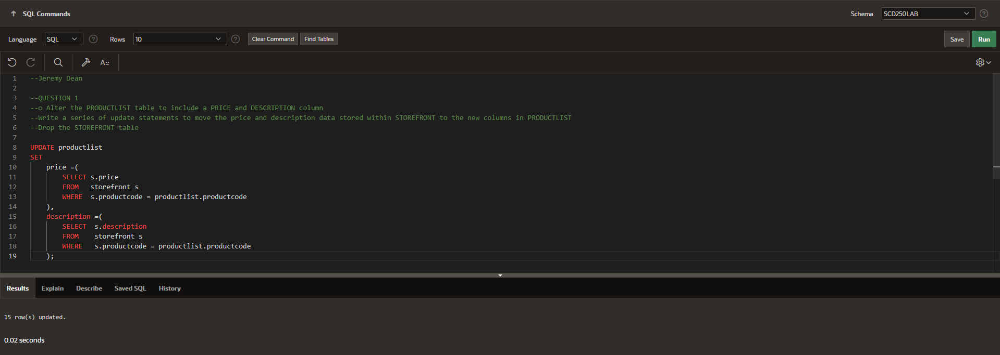 SQL Commands
Schema SCD250LAB
Language SQL Rows 10 Clear Command Find Tables Save Run
A::
1 --Jeremy Dean
2
3 --QUESTION 1
4 --o Alter the PRODUCTLIST table to include a PRICE and DESCRIPTION column
5 --Write a series of update statements to move the price and description data stored within STOREFRONT to the new columns in PRODUCTLIST
6 --Drop the STOREFRONT table
7
8 UPDATE productlist
9 SET
10 price =(
11 SELECT s.price
12 FROM storefront s
13 WHERE s.productcode = productlist.productcode
14 ),
15 description =(
16 SELECT s.description
17 FROM storefront s
18 WHERE s.productcode = productlist.productcode
19 );
Results Explain Describe Saved SQL History
15 row(s) updated.
0.02 seconds